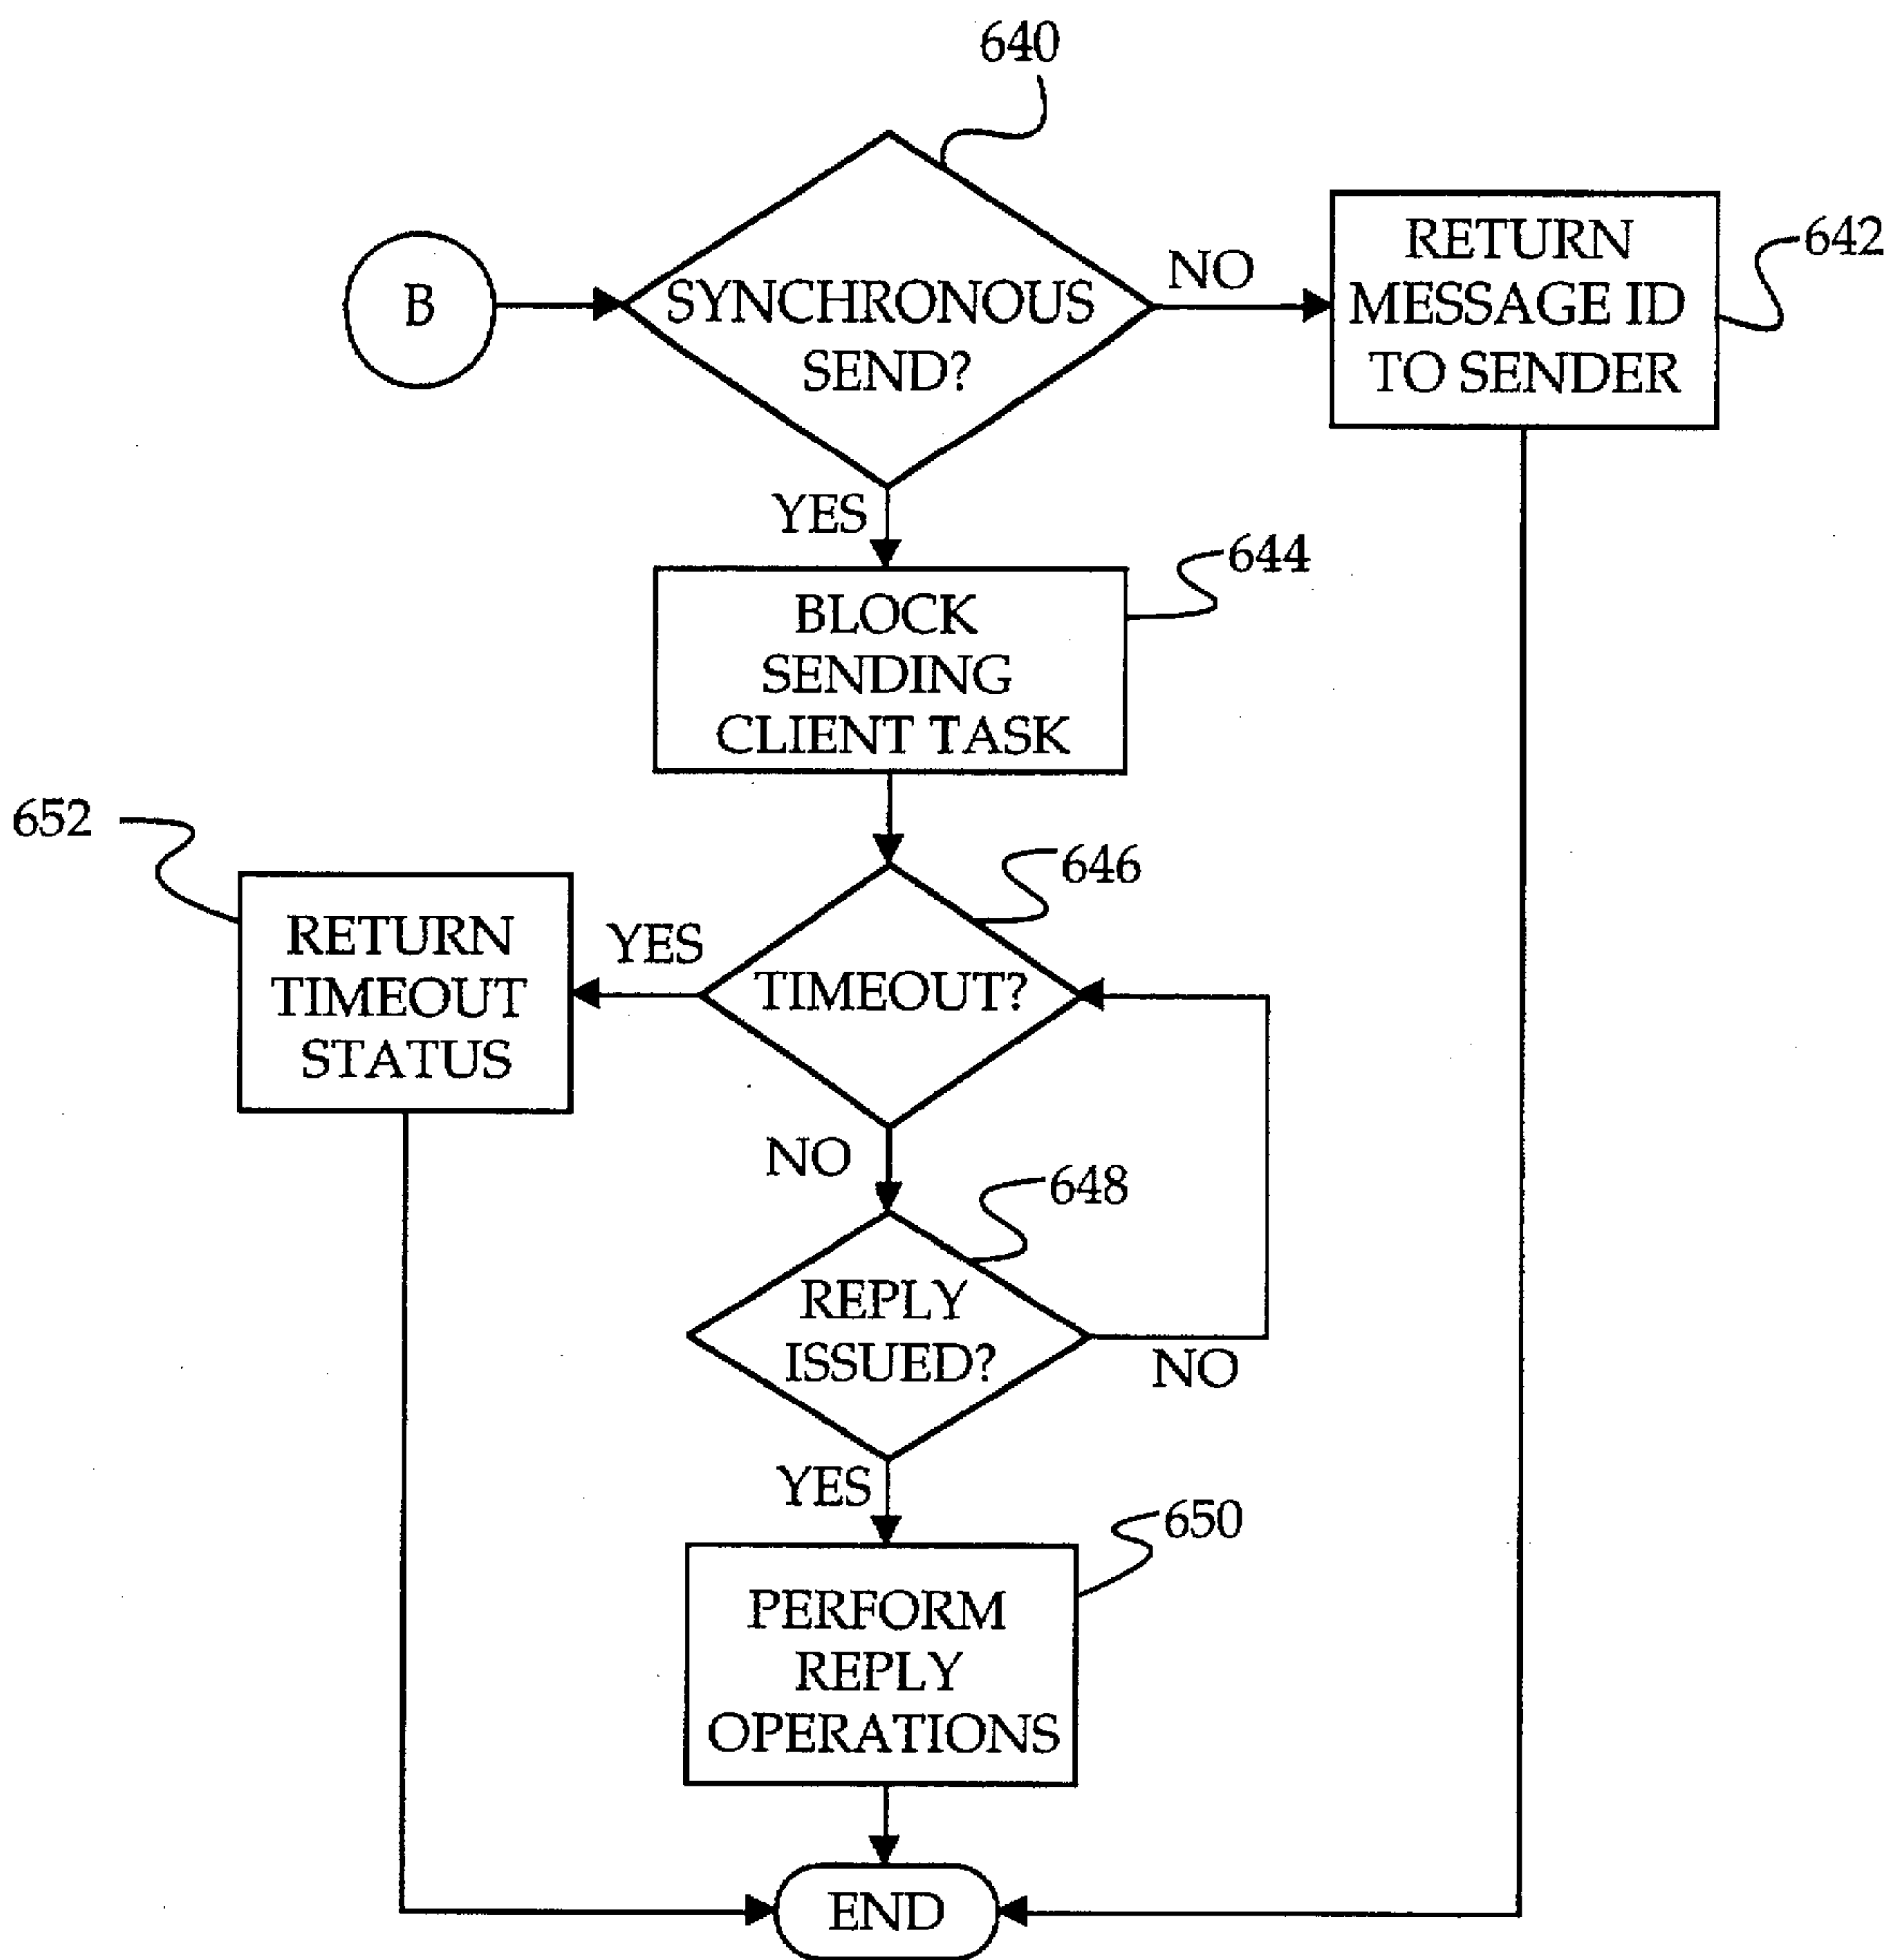 640
B
SYNCHRONOUS
SEND?
NO
RETURN
MESSAGE ID
TO SENDER
642
YES
644
BLOCK
SENDING
CLIENT TASK
652
646
RETURN
TIMEOUT
STATUS
YES
TIMEOUT?
NO
648
REPLY
ISSUED?
NO
YES
650
PERFORM
REPLY
OPERATIONS
END